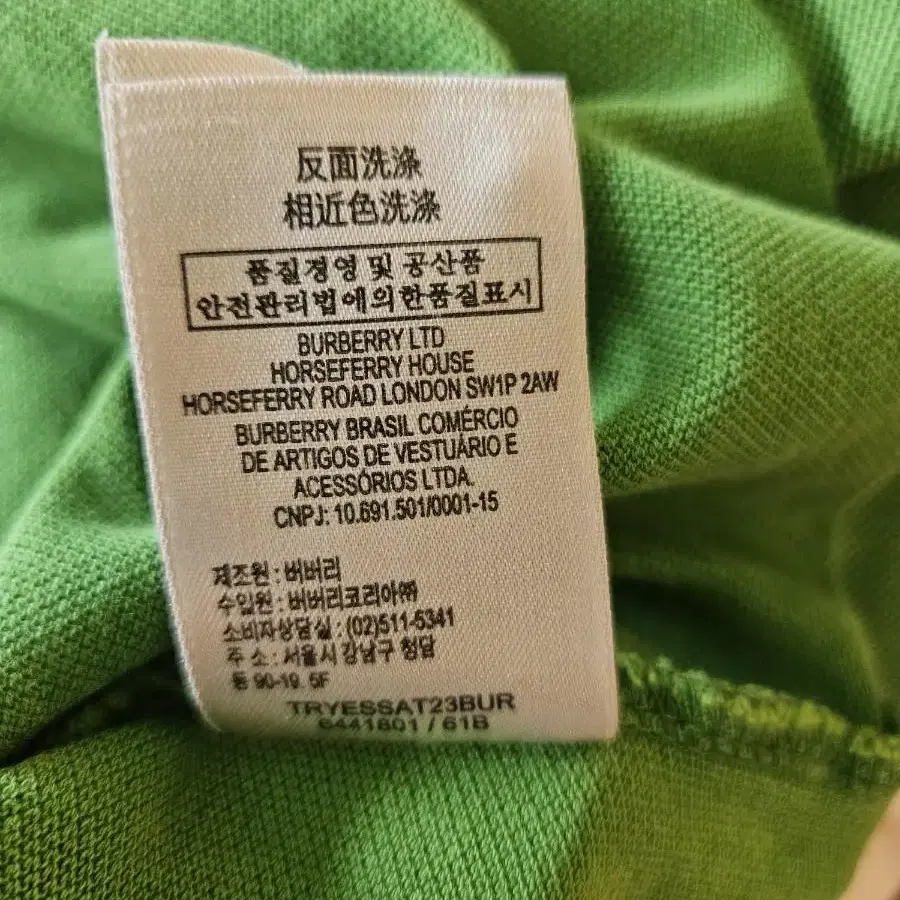 反面洗涤
相近色洗涤
품질경영 및 공산품
안전관리법에의한품질표시
BURBERRY LTD
HORSEFERRY HOUSE
HORSEFERRY ROAD LONDON SW1P 2AW
BURBERRY BRASIL COMÉRCIO
DE ARTIGOS DE VESTUÁRIO E
ACESSÓRIOS LTDA.
CNPJ: 10.691.501/0001-15
제조원 : 버버리
수입원 : 버버리코리아㈜
소비자상담실 : (02)511-5341
주 소 : 서울시 강남구 청담
동 90-19. 5F
TRYESSAT23BUR
6441801 / 61B